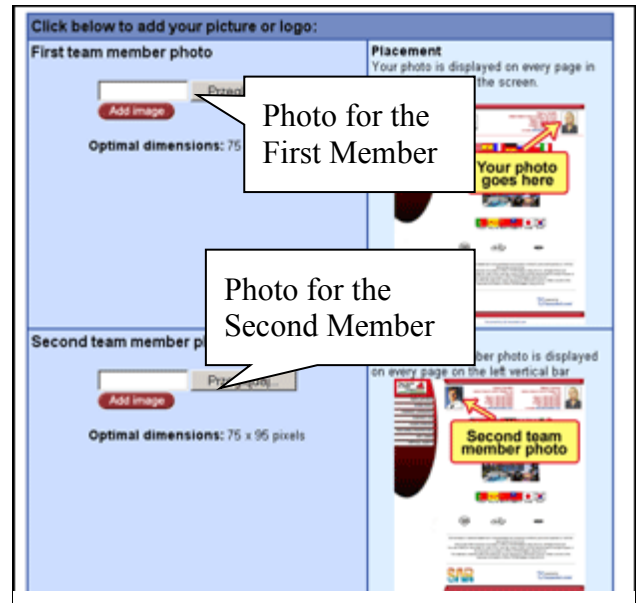 Click below to add your picture or logo:
First team member photo
Placement
Your photo is displayed on every page in
the screen.
Add image
Photo for the
First Member
Optimal dimensions: 75
Your photo
goes here
Photo for the
Second Member
Second team member
photo is displayed
on every page on the left vertical bar
Add image
Optimal dimensions: 75 x 95 pixels
Second team
member photo